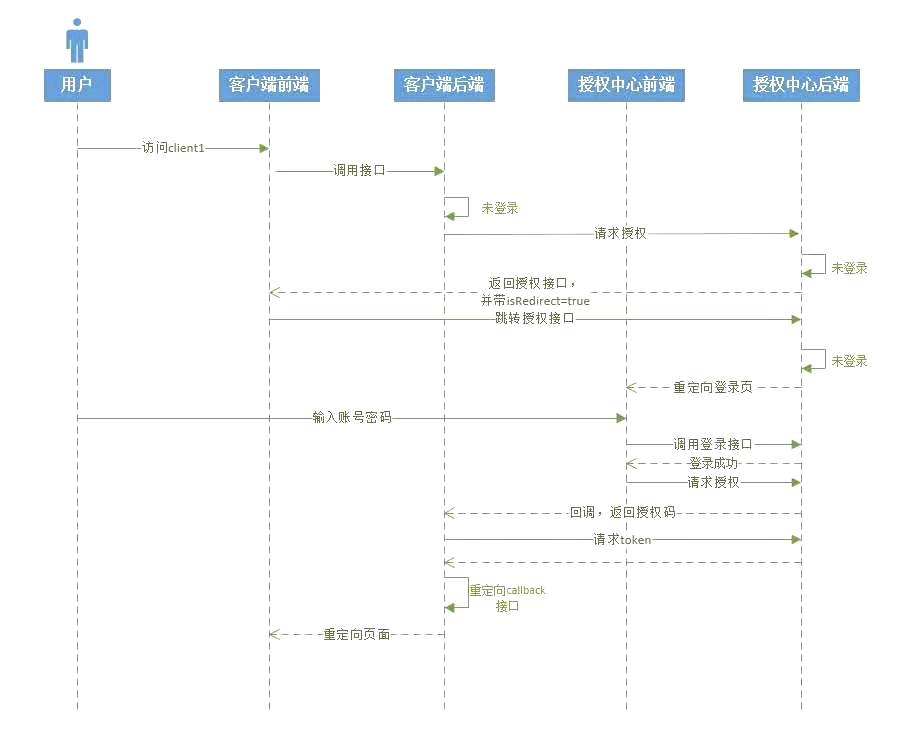 用户
客户端前端
客户端后端
授权中心前端
授权中心后端
访问client1
调用接口
未登录
请求授权
未登录
返回授权接口，
并带isRedirect=true
跳转授权接口
未登录
重定向登录页
输入账号密码
调用登录接口
登录成功
请求授权
回调，返回授权码
请求token
重定向callback
接口
重定向页面